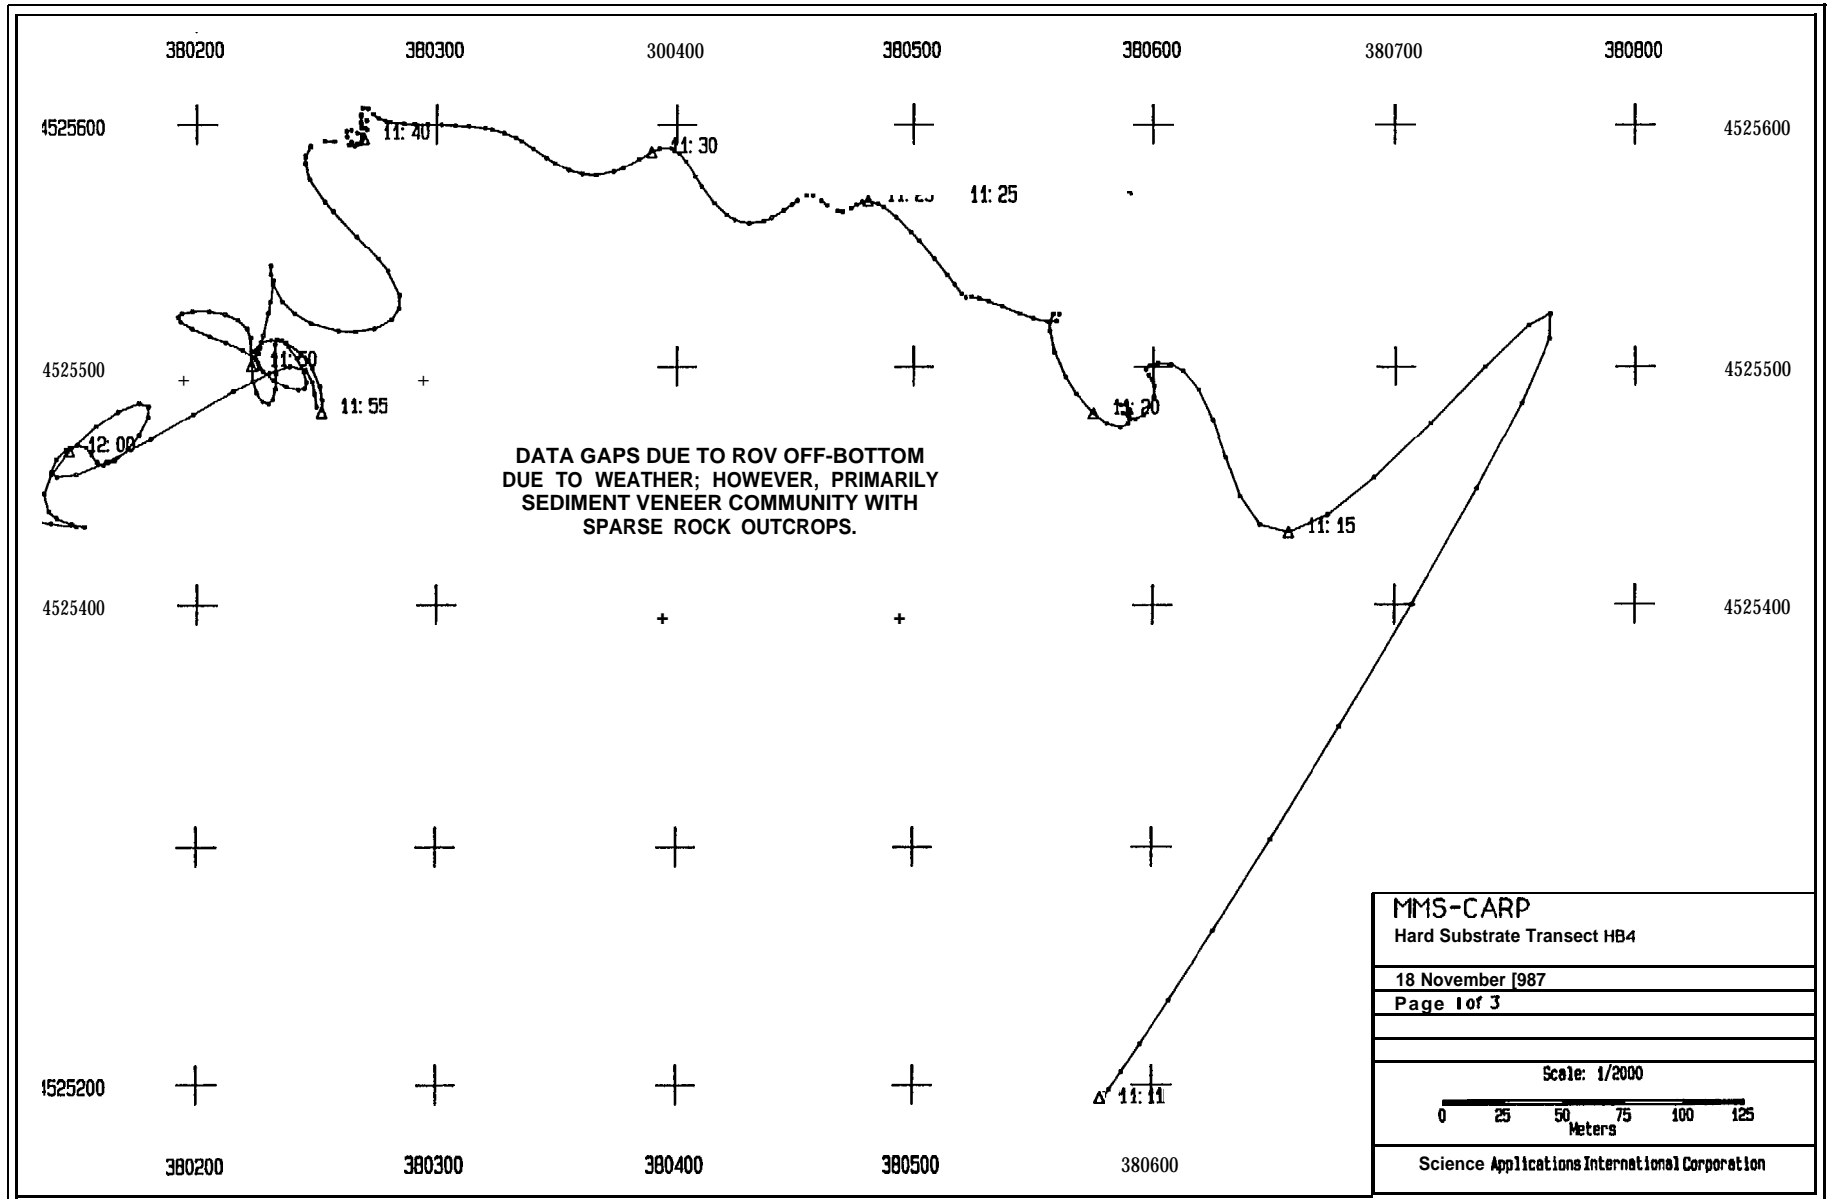 380200 380300 300400 380500 380600 380700 380800
4525600 4525600
11:40
11:30
11:25 11:25
4525500 4525500
11:50
11:55
11:20
12:00
DATA GAPS DUE TO ROV OFF-BOTTOM
DUE TO WEATHER; HOWEVER, PRIMARILY
SEDIMENT VENEER COMMUNITY WITH
SPARSE ROCK OUTCROPS.
11:15
4525400 4525400
MMS-CARP
Hard Substrate Transect HB4
18 November [987
Page 1 of 3
4525200
11:11
Scale: 1/2000
0 25 50 75 100 125
Meters
380200 380300 380400 380500 380600
Science Applications International Corporation